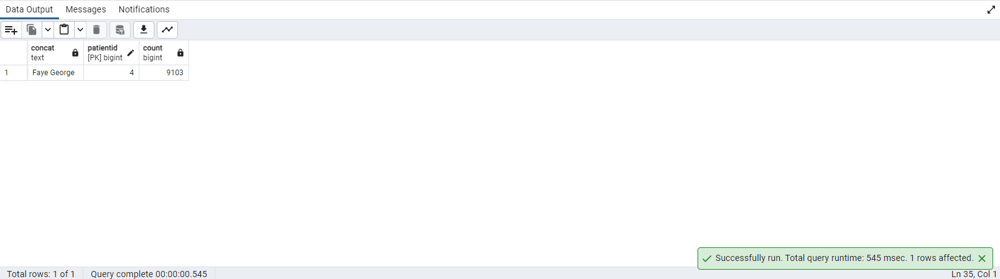 Data Output Messages Notifications
concat patientid count
text [PK] bigint bigint
1 Faye George 4 9103
Successfully run. Total query runtime: 545 msec. 1 rows affected.
Total rows: 1 of 1 Query complete 00:00:00.545 Ln 35, Col 1